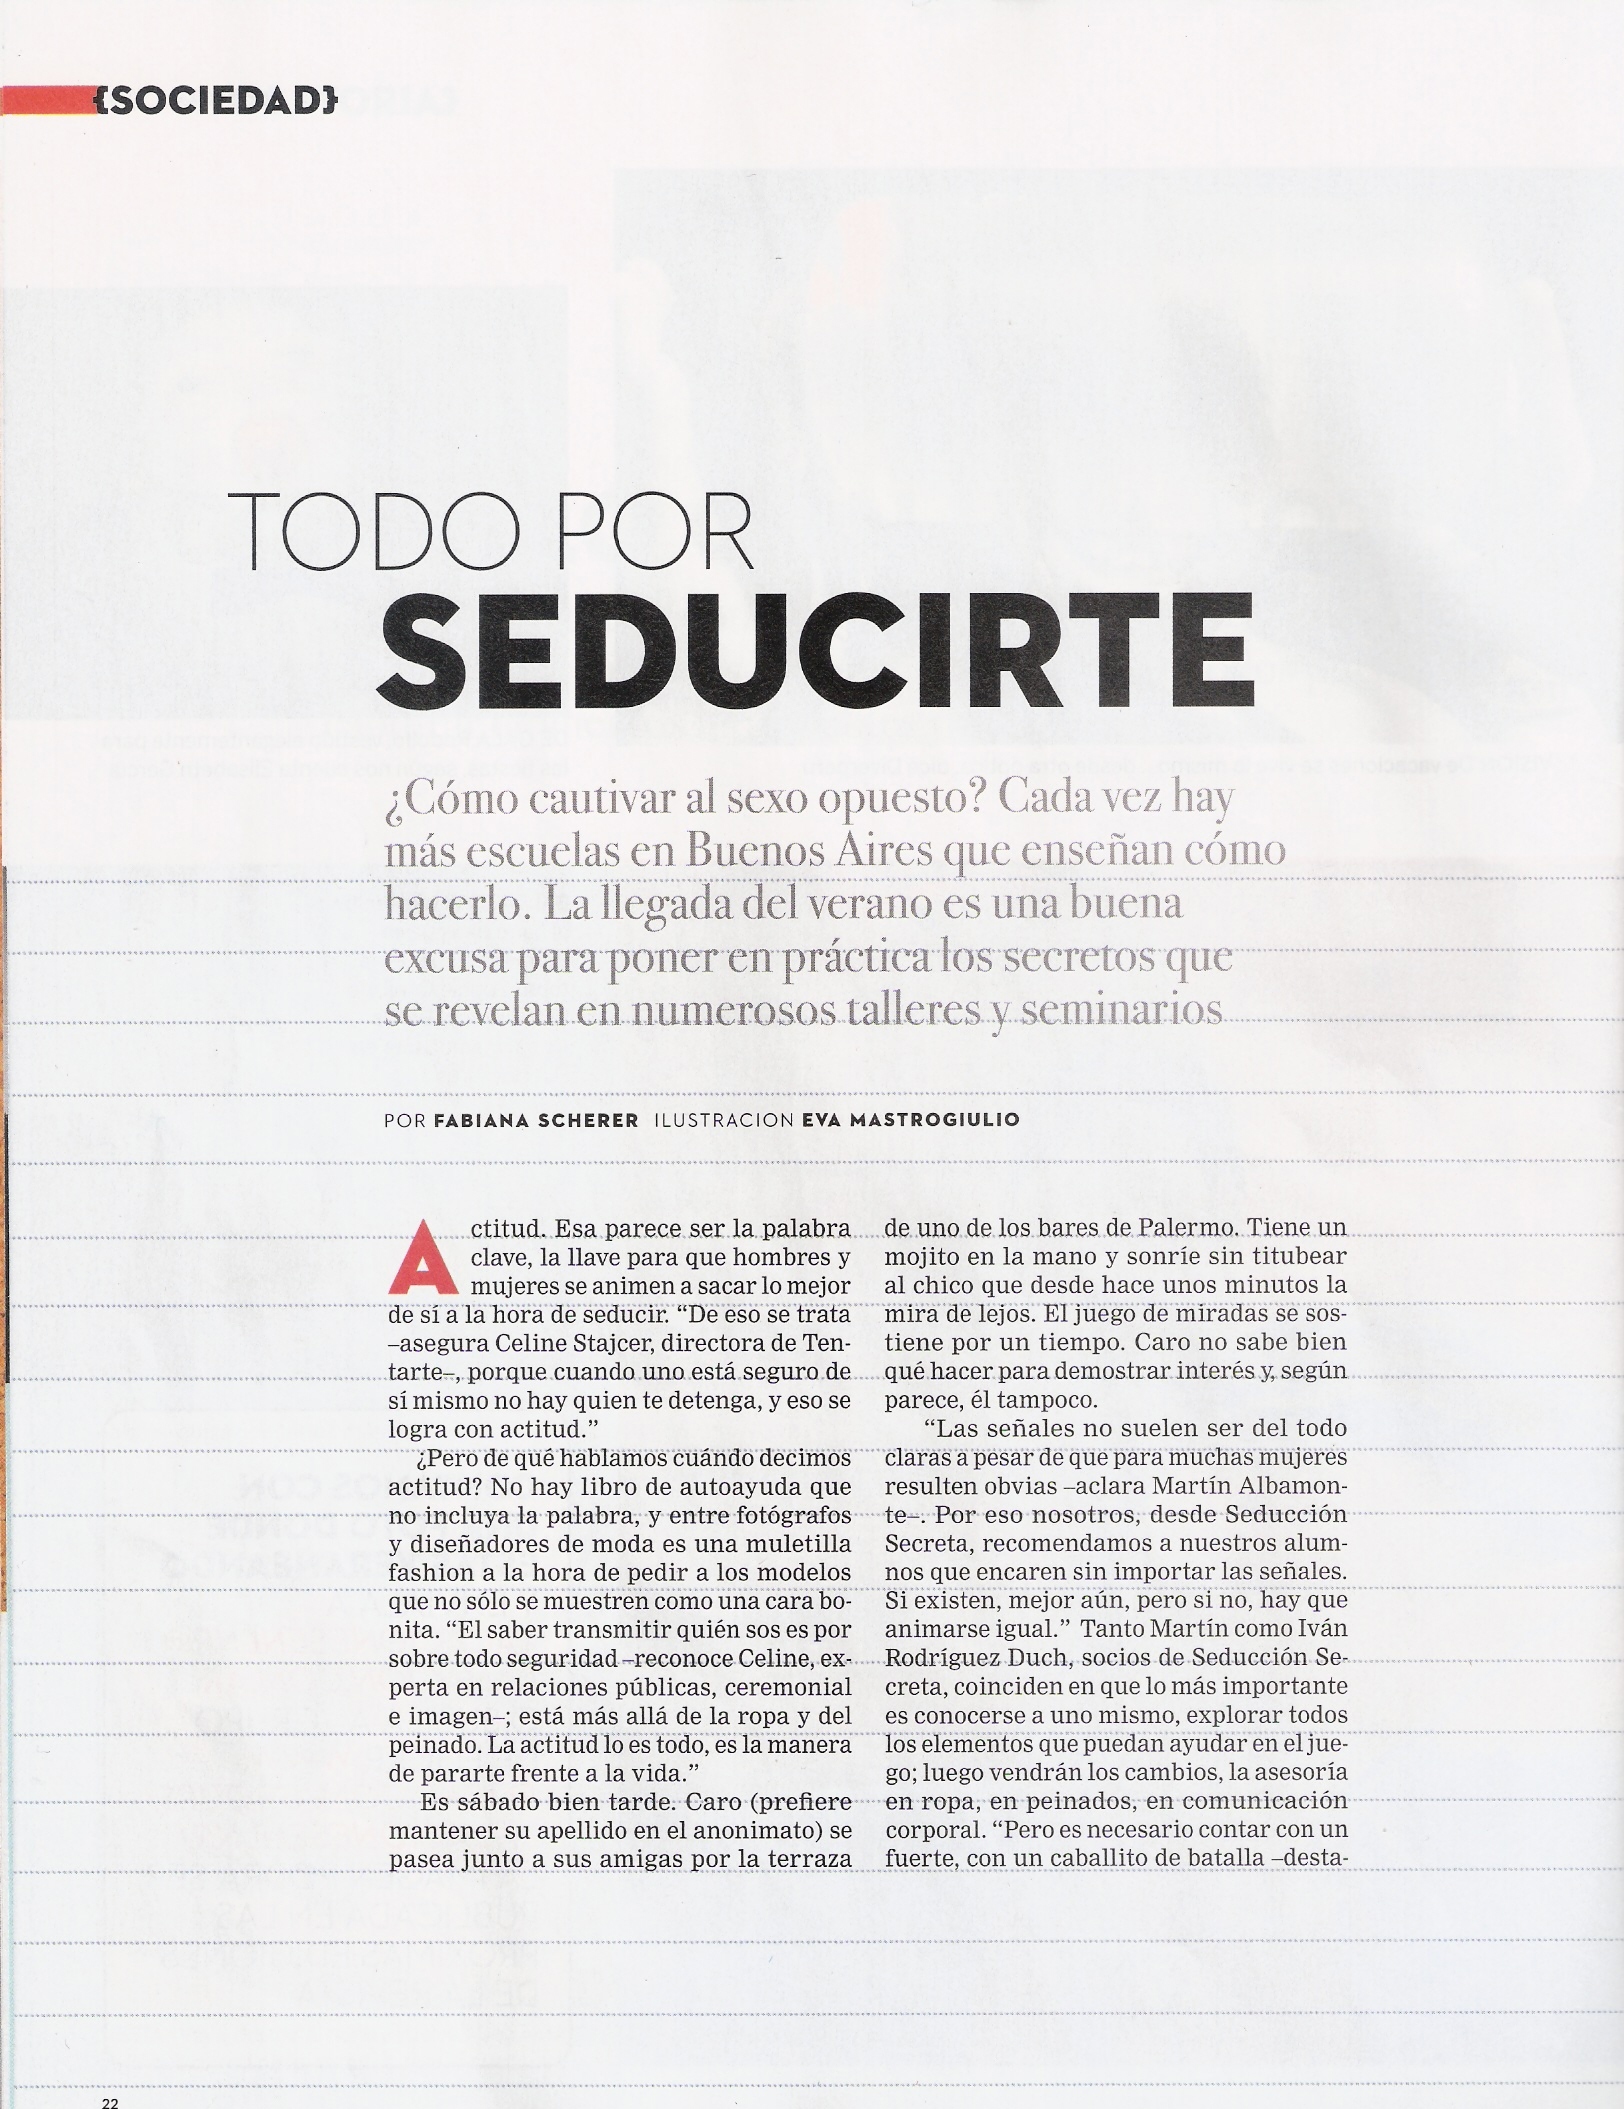 {SOCIEDAD}
TODO POR
SEDUCIRTE
¿Cómo cautivar al sexo opuesto? Cada vez hay
más escuelas en Buenos Aires que enseñan cómo
hacerlo. La llegada del verano es una buena
excusa para poner en práctica los secretos que
se revelan en numerosos talleres y seminarios
POR FABIANA SCHERER ILUSTRACION EVA MASTROGIULIO
Actitud. Esa parece ser la palabra
clave, la llave para que hombres y
mujeres se animen a sacar lo mejor
de sí a la hora de seducir. “De eso se trata
–asegura Celine Stajcer, directora de Ten-
tarte–, porque cuando uno está seguro de
sí mismo no hay quien te detenga, y eso se
logra con actitud.”
¿Pero de qué hablamos cuándo decimos
actitud? No hay libro de autoayuda que
no incluya la palabra, y entre fotógrafos
y diseñadores de moda es una muletilla
fashion a la hora de pedir a los modelos
que no sólo se muestren como una cara bo-
nita. “El saber transmitir quién sos es por
sobre todo seguridad –reconoce Celine, ex-
perta en relaciones públicas, ceremonial
e imagen–; está más allá de la ropa y del
peinado. La actitud lo es todo, es la manera
de pararte frente a la vida.”
Es sábado bien tarde. Caro (prefiere
mantener su apellido en el anonimato) se
pasea junto a sus amigas por la terraza
de uno de los bares de Palermo. Tiene un
mojito en la mano y sonríe sin titubear
al chico que desde hace unos minutos la
mira de lejos. El juego de miradas se sos-
tiene por un tiempo. Caro no sabe bien
qué hacer para demostrar interés y, según
parece, él tampoco.
“Las señales no suelen ser del todo
claras a pesar de que para muchas mujeres
resulten obvias –aclara Martín Albamon-
te–. Por eso nosotros, desde Seducción
Secreta, recomendamos a nuestros alum-
nos que encaren sin importar las señales.
Si existen, mejor aún, pero si no, hay que
animarse igual.” Tanto Martín como Iván
Rodríguez Duch, socios de Seducción Se-
creta, coinciden en que lo más importante
es conocerse a uno mismo, explorar todos
los elementos que puedan ayudar en el jue-
go; luego vendrán los cambios, la asesoría
en ropa, en peinados, en comunicación
corporal. “Pero es necesario contar con un
fuerte, con un caballito de batalla –desta-
22